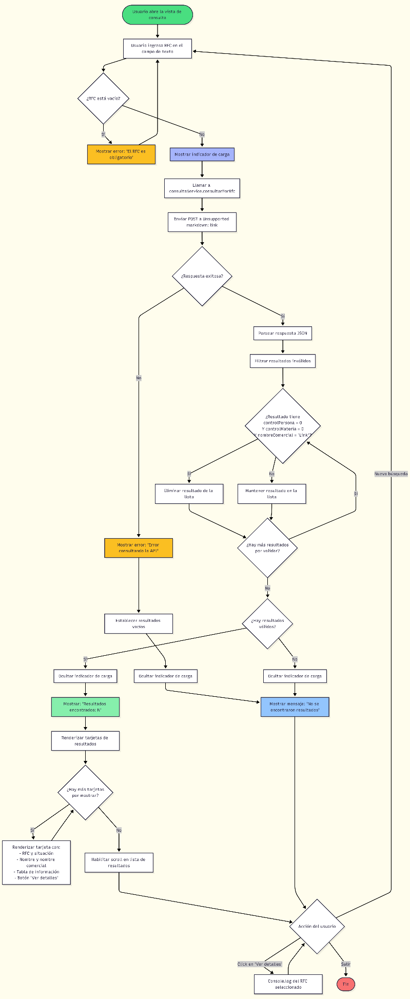 Usuario abre la vista de
consulta
Usuario ingresa RFC en el
campo de texto
¿RFC está vacío?
Sí
No
Mostrar error: 'El RFC es
obligatorio'
Mostrar indicador de carga
Llamar a
consultaService.consultarPorRfc
Enviar POST a Unsupported
markdown: link
¿Respuesta exitosa?
Sí
Parsear respuesta JSON
Filtrar resultados inválidos
No
¿Resultado tiene
controlPersona = 0
Y controlMateria = 0
Y nombreComercial = 'Link'?
Sí
No
Nueva búsqueda
Eliminar resultado de la
lista
Mantener resultado en la
lista
Sí
Mostrar error: 'Error
consultando la API'
¿Hay más resultados
por validar?
No
Establecer resultados
vacíos
¿Hay resultados
válidos?
Sí
No
Ocultar indicador de carga
Ocultar indicador de carga
Ocultar indicador de carga
Mostrar: 'Resultados
encontrados: N'
Mostrar mensaje: 'No se
encontraron resultados'
Renderizar tarjetas de
resultados
¿Hay más tarjetas
por mostrar?
Sí
No
Renderizar tarjeta con:
- RFC y situación
- Nombre y nombre
comercial
- Tabla de información
- Botón 'Ver detalles'
Habilitar scroll en lista de
resultados
Acción del usuario
Click en 'Ver detalles'
Salir
Console.log del RFC
seleccionado
Fin